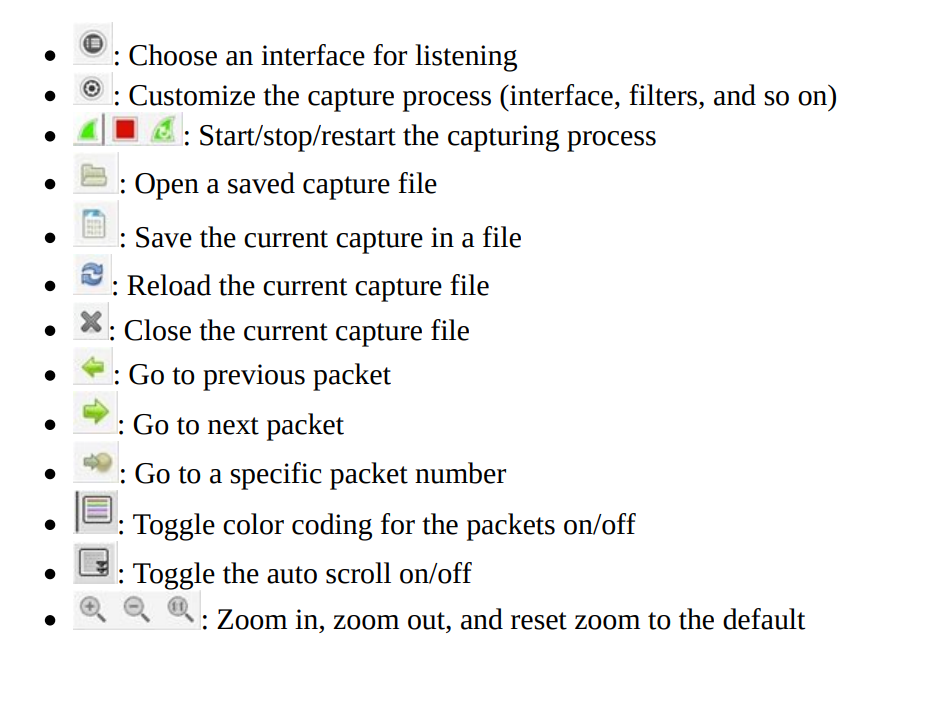 • : Choose an interface for listening
• : Customize the capture process (interface, filters, and so on)
• : Start/stop/restart the capturing process
• : Open a saved capture file
• : Save the current capture in a file
• : Reload the current capture file
• : Close the current capture file
• : Go to previous packet
• : Go to next packet
• : Go to a specific packet number
• : Toggle color coding for the packets on/off
• : Toggle the auto scroll on/off
• : Zoom in, zoom out, and reset zoom to the default